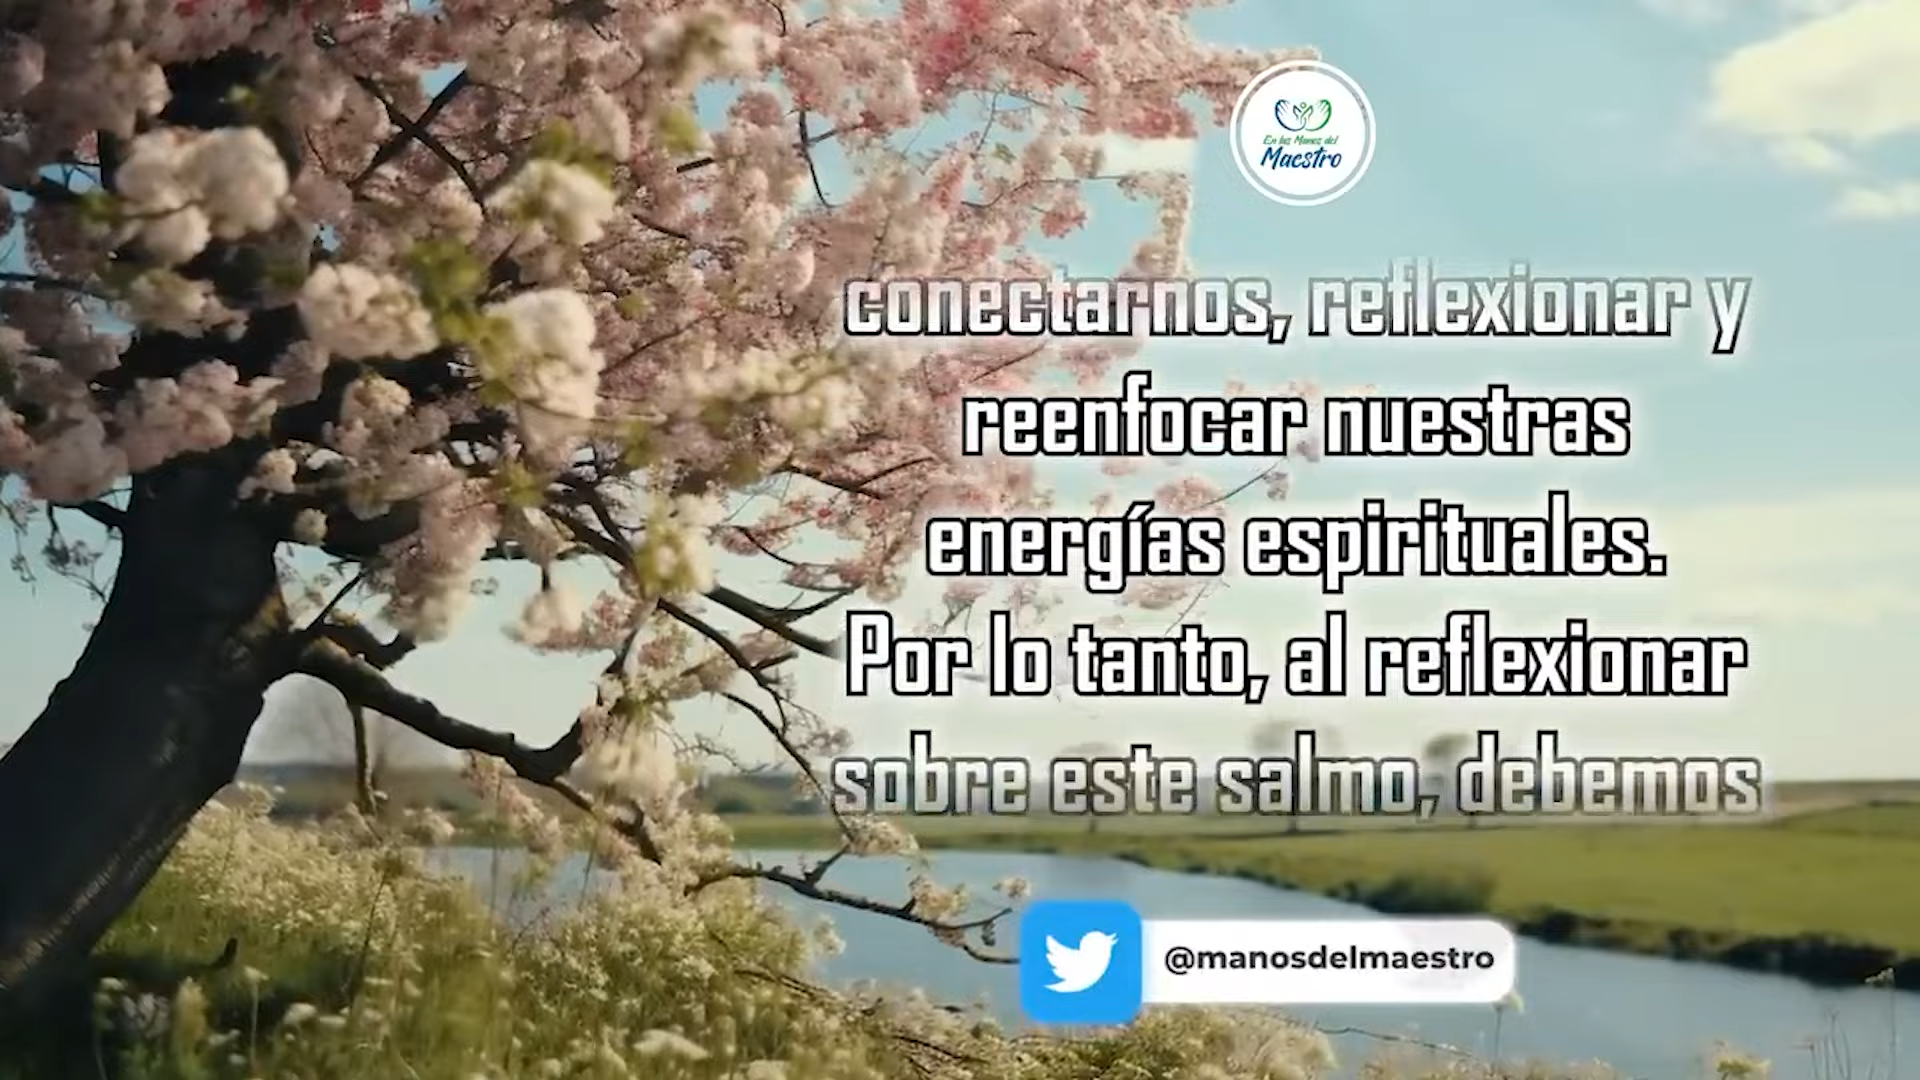 En las Manos del
Maestro
conectarnos, reflexionar y
reenfocar nuestras
energías espirituales.
Por lo tanto, al reflexionar
sobre este salmo, debemos
@manosdelmaestro